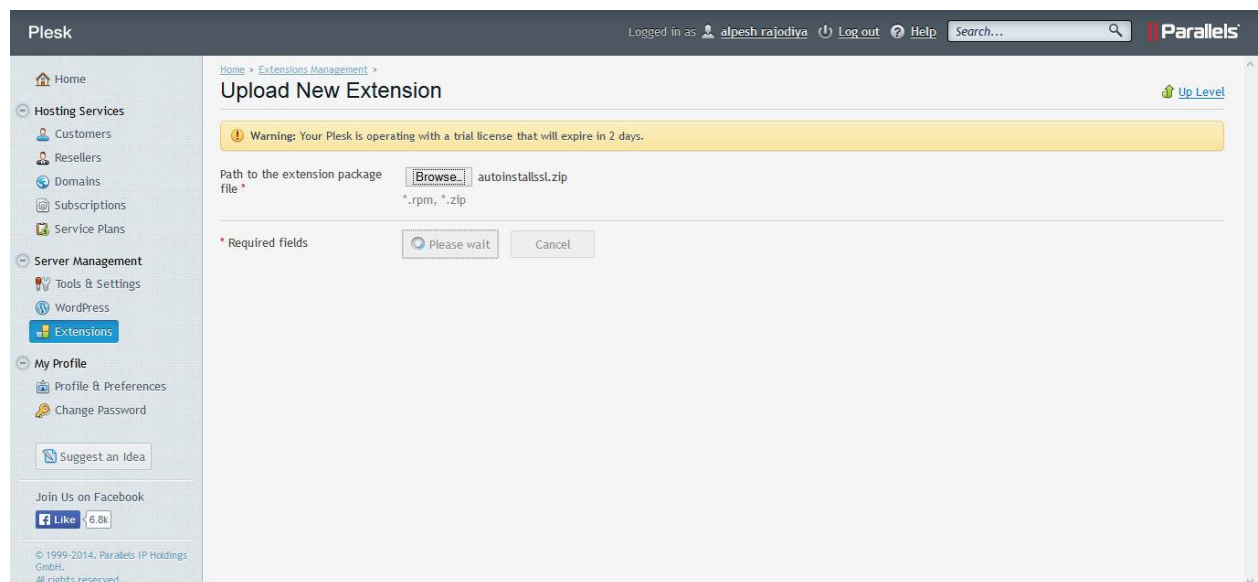 Plesk
Logged in as alpesh rajodiya Log out Help Search... Parallels
Home
Hosting Services
Customers
Resellers
Domains
Subscriptions
Service Plans
Server Management
Tools & Settings
WordPress
Extensions
My Profile
Profile & Preferences
Change Password
Suggest an Idea
Join Us on Facebook
Like 6.8k
© 1999-2014. Parallels IP Holdings
GmbH.
All rights reserved.
Home > Extensions Management >
Upload New Extension
Up Level
Warning: Your Plesk is operating with a trial license that will expire in 2 days.
Path to the extension package
file *
Browse… autoinstallssl.zip
*.rpm, *.zip
* Required fields
Please wait Cancel